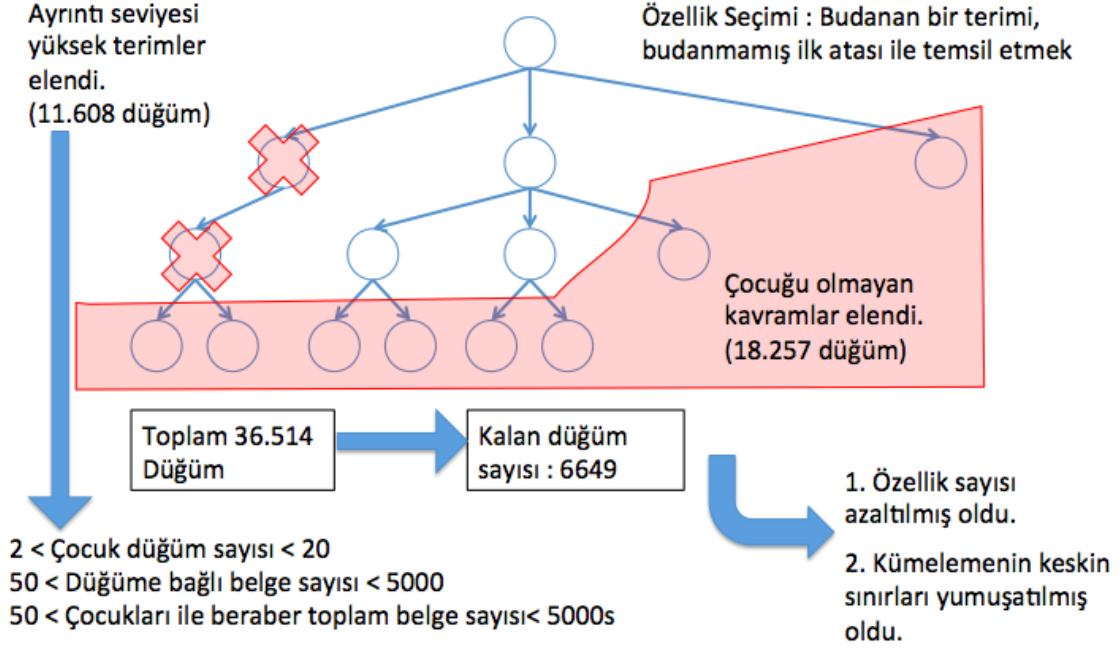 Ayrıntı seviyesi
yüksek terimler
elendi.
(11.608 düğüm)
Özellik Seçimi : Budanan bir terimi,
budanmamış ilk atası ile temsil etmek
Çocuğu olmayan
kavramlar elendi.
(18.257 düğüm)
Toplam 36.514
Düğüm
Kalan düğüm
sayısı : 6649
2 < Çocuk düğüm sayısı < 20
50 < Düğüme bağlı belge sayısı < 5000
50 < Çocukları ile beraber toplam belge sayısı< 5000s
1. Özellik sayısı
azaltılmış oldu.
2. Kümelemenin keskin
sınırları yumuşatılmış
oldu.